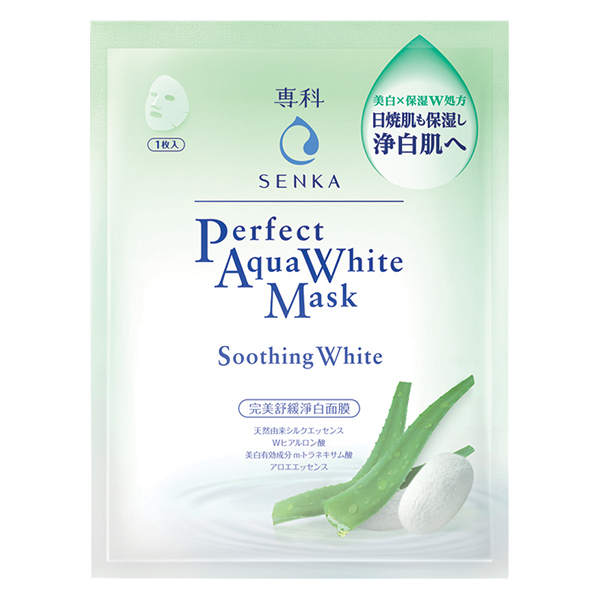 専科
SENKA
1枚入
美白×保湿W処方
日焼肌も保湿し
浄白肌へ
Perfect
AquaWhite
Mask
Soothing White
完美舒緩淨白面膜
天然由来シルクエッセンス
Wヒアルロン酸
美白有効成分 m-トラネキサム酸
アロエエッセンス